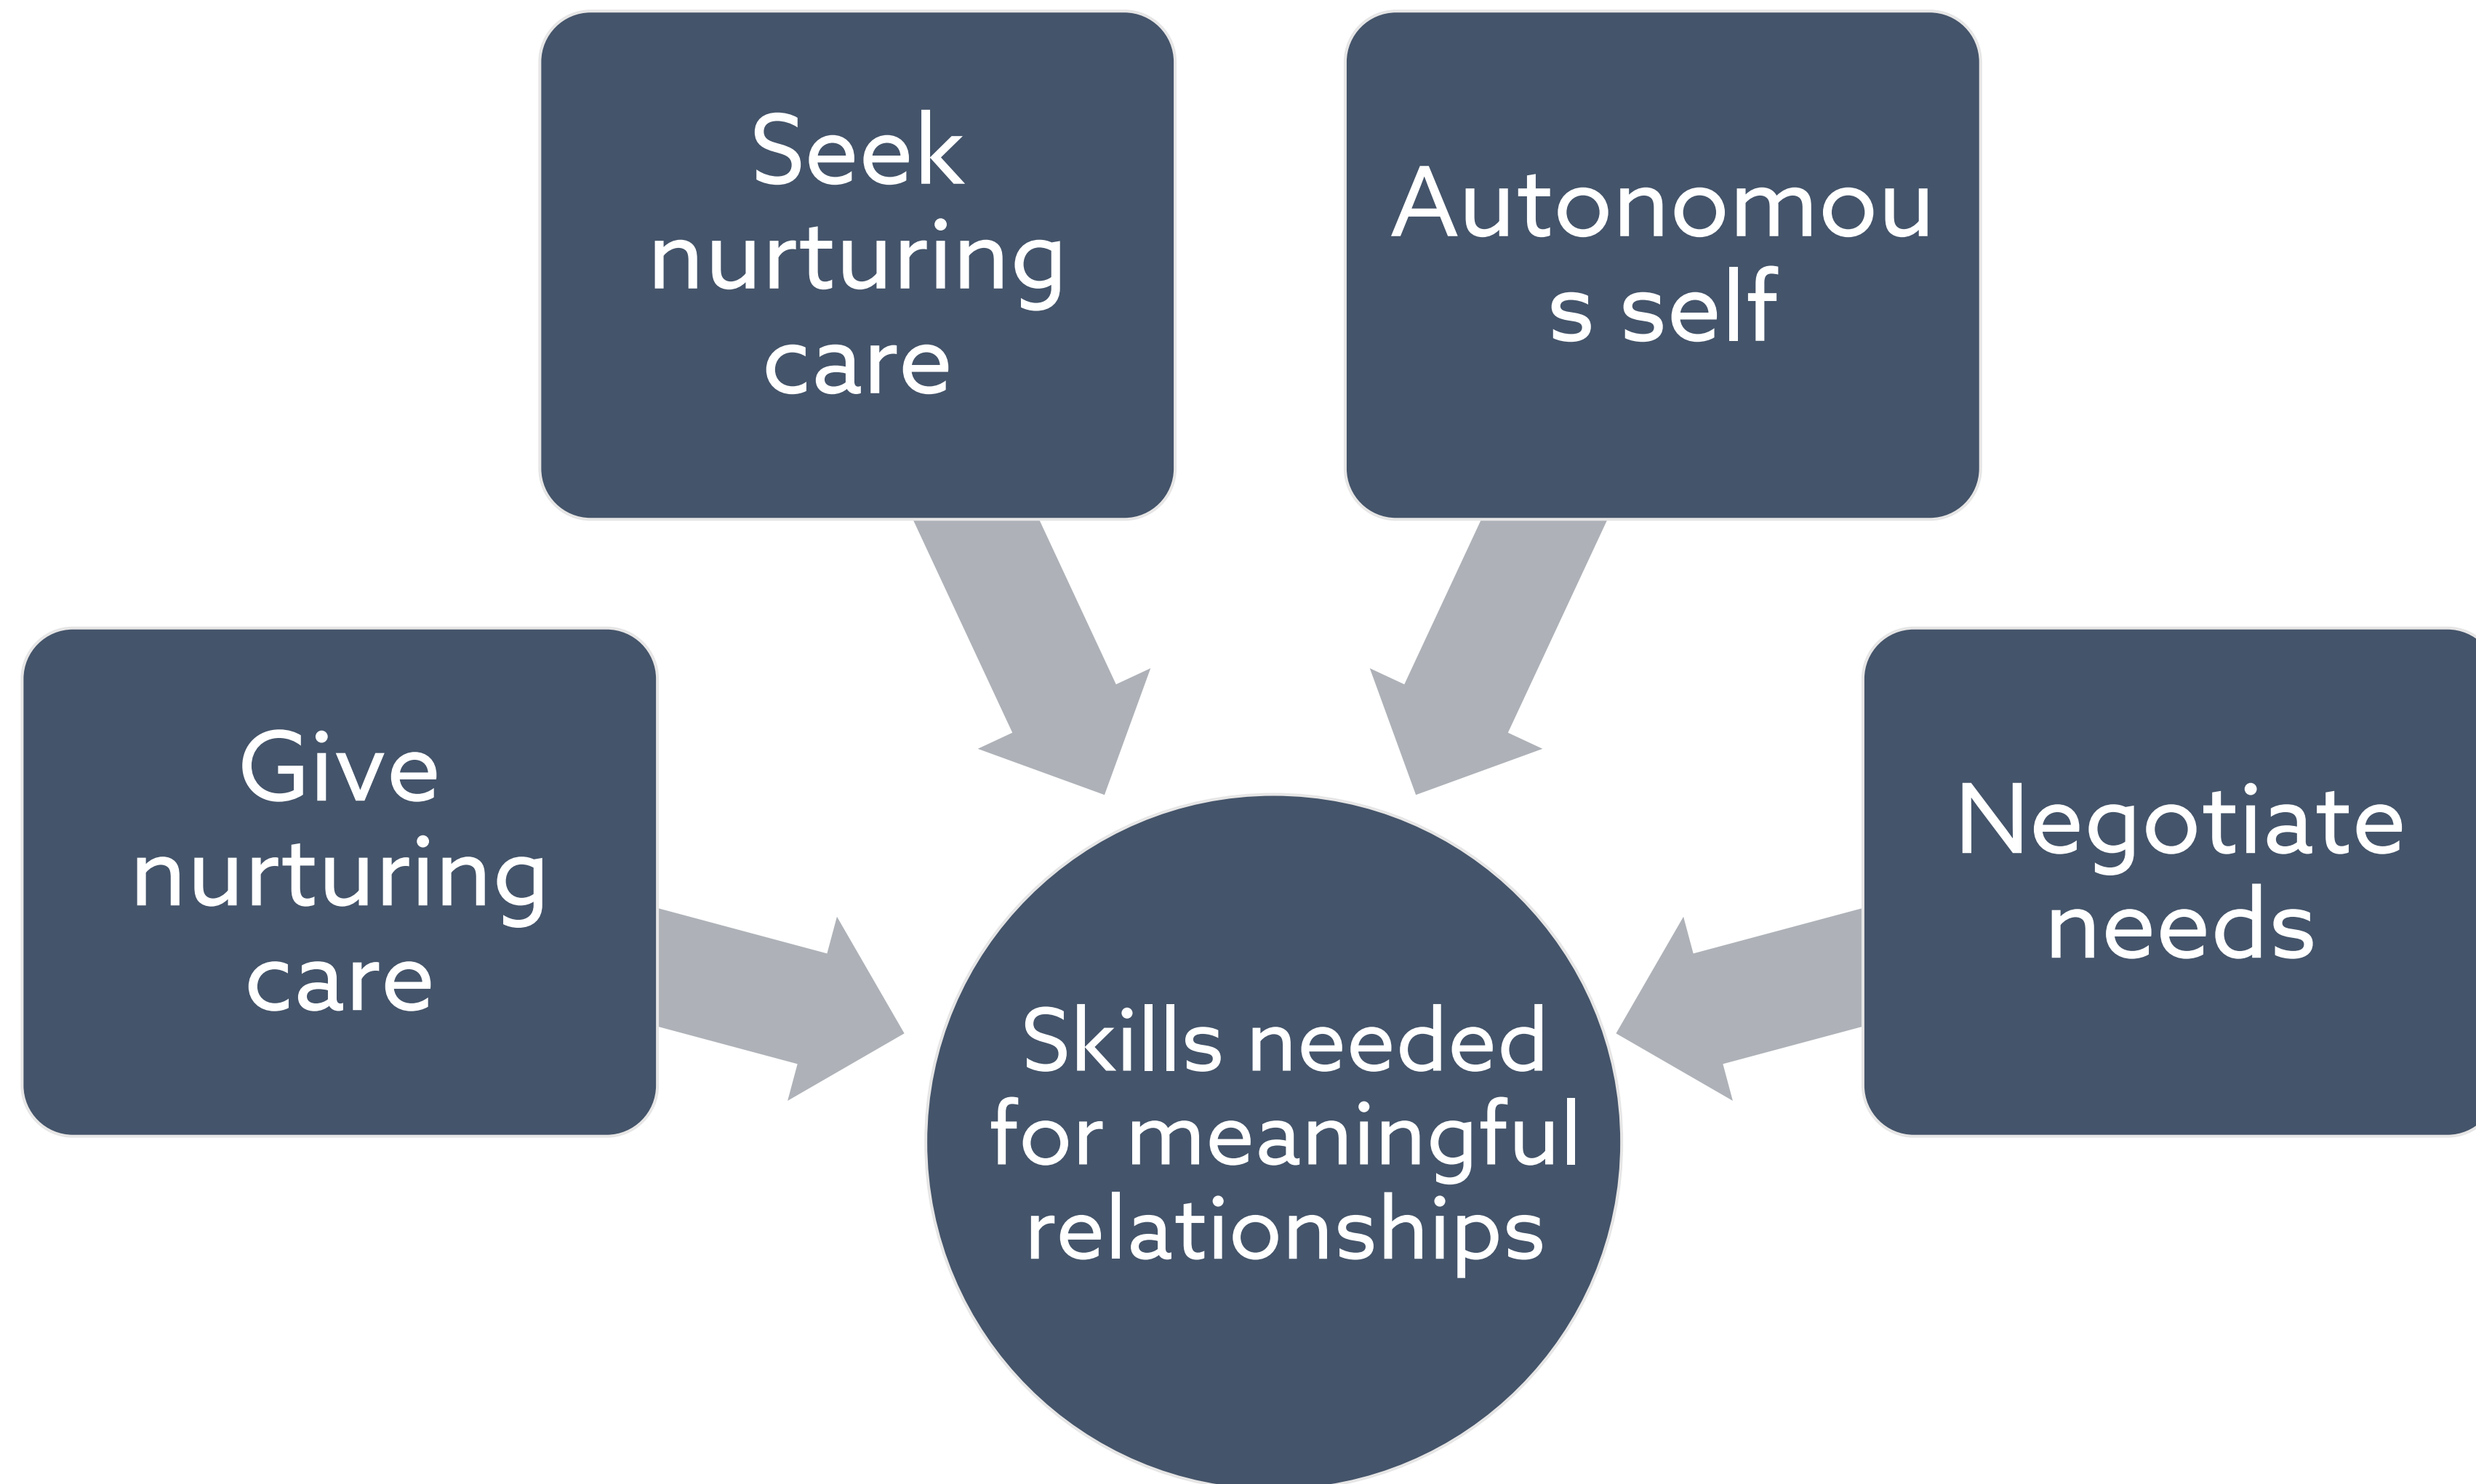 Seek
nurturing
care
Autonomou
s self
Give
nurturing
care
Negotiate
needs
Skills needed
for meaningful
relationships